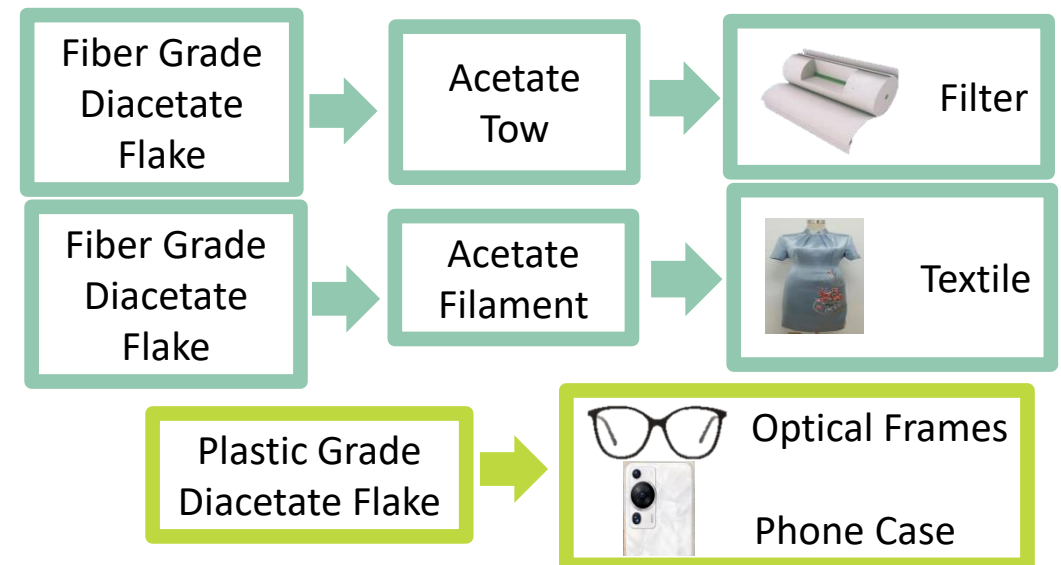 Fiber Grade
Diacetate
Flake
Acetate
Tow
Filter
Fiber Grade
Diacetate
Flake
Acetate
Filament
Textile
Plastic Grade
Diacetate Flake
Optical Frames
Phone Case